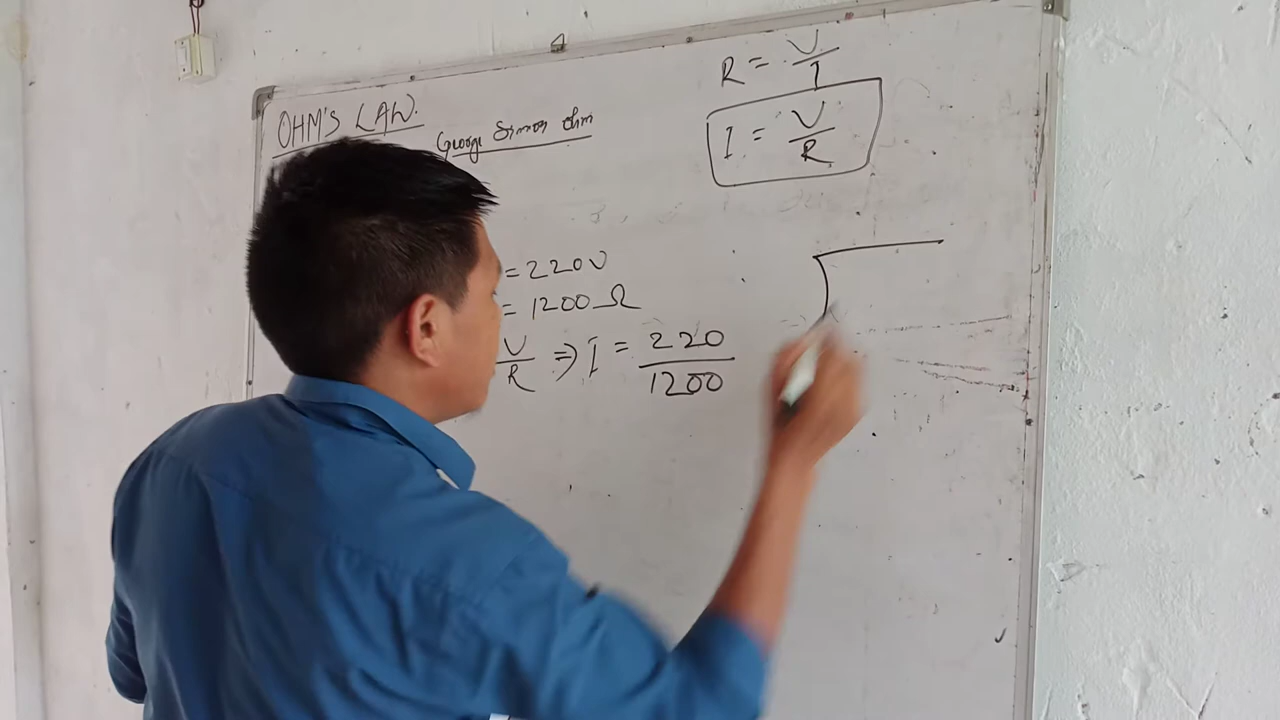 OHM'S LAW.
George Simon Ohm
R = V/I
I = V/R
= 220V
= 1200 Ω
V/R ⇒ I = 220/1200